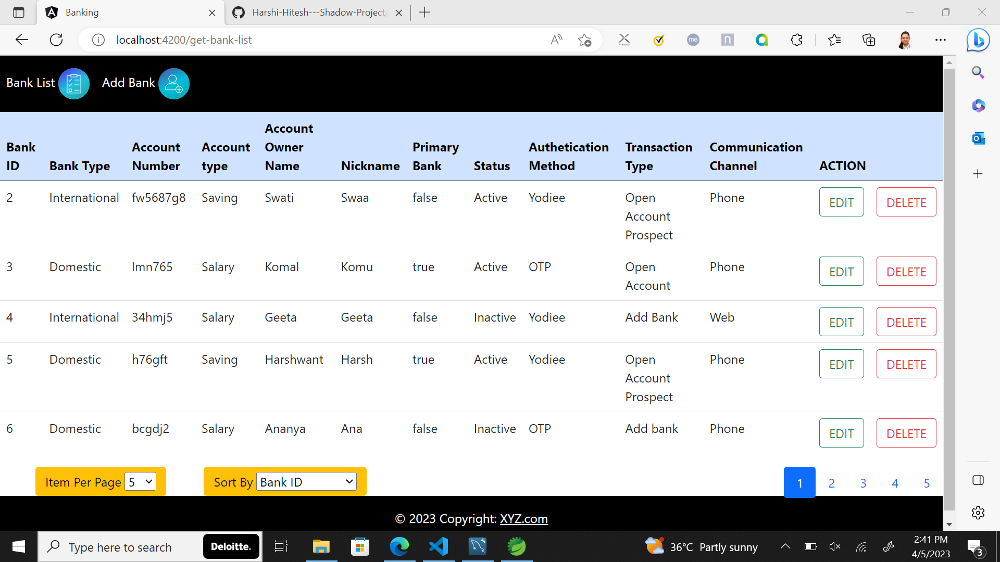 Banking
Harshi-Hitesh---Shadow-Project/
localhost:4200/get-bank-list
Bank List
Add Bank
Bank ID Bank Type Account Number Account type Account Owner Name Nickname Primary Bank Status Authetication Method Transaction Type Communication Channel ACTION
2 International fw5687g8 Saving Swati Swaa false Active Yodiee Open Account Prospect Phone EDIT DELETE
3 Domestic lmn765 Salary Komal Komu true Active OTP Open Account Phone EDIT DELETE
4 International 34hmj5 Salary Geeta Geeta false Inactive Yodiee Add Bank Web EDIT DELETE
5 Domestic h76gft Saving Harshwant Harsh true Active Yodiee Open Account Prospect Phone EDIT DELETE
6 Domestic bcgdj2 Salary Ananya Ana false Inactive OTP Add bank Phone EDIT DELETE
Item Per Page 5
Sort By Bank ID
1 2 3 4 5
© 2023 Copyright: XYZ.com
Type here to search
Deloitte.
36°C Partly sunny
2:41 PM
4/5/2023
3